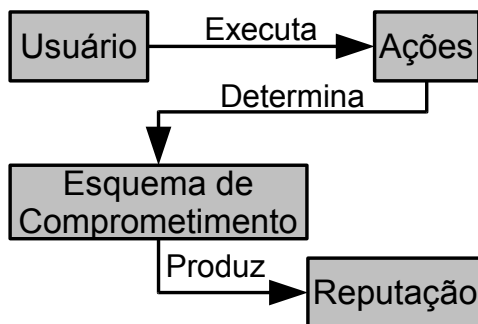 Usuário
Executa
Ações
Determina
Esquema de
Comprometimento
Produz
Reputação